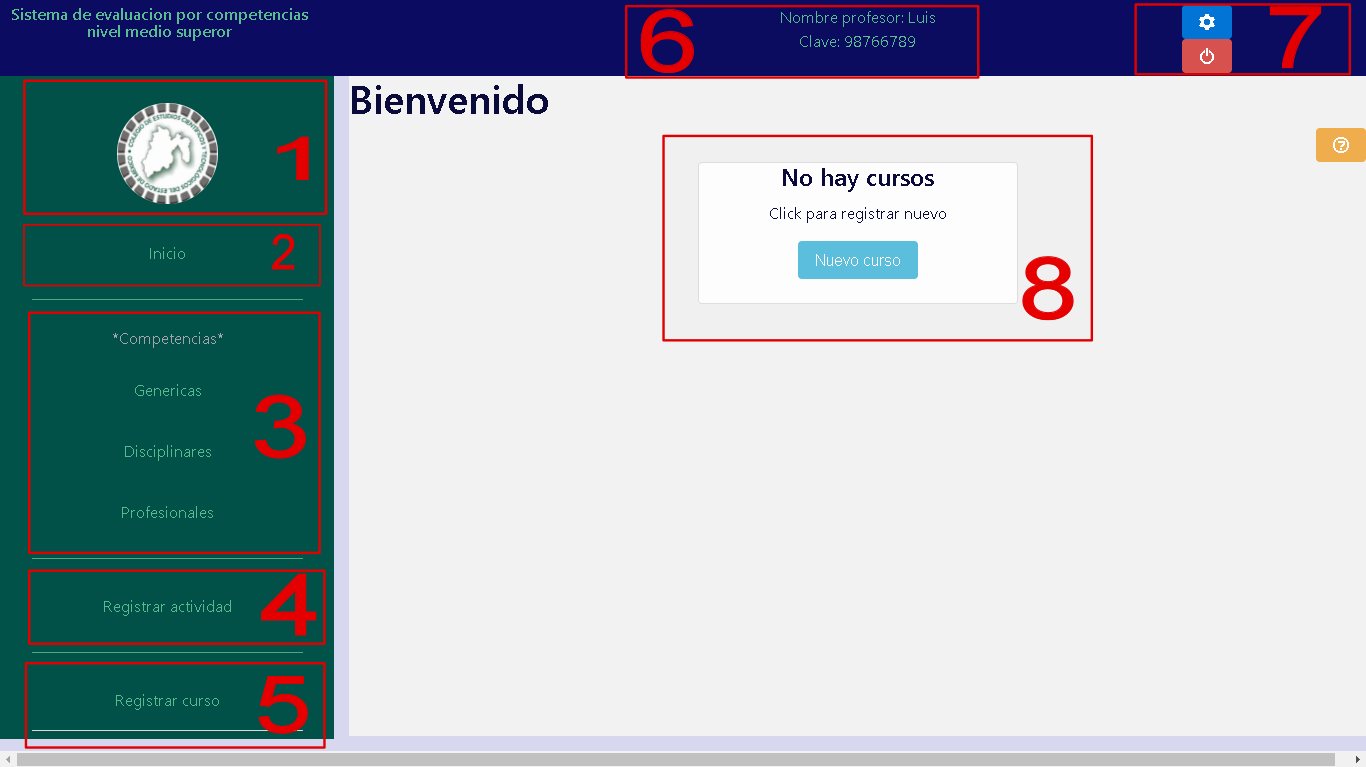 Sistema de evaluacion por competencias
nivel medio superor
6
Nombre profesor: Luis
Clave: 98766789
7
1
Inicio
2
*Competencias*
Genericas
Disciplinares
Profesionales
3
Registrar actividad
4
Registrar curso
5
Bienvenido
No hay cursos
Click para registrar nuevo
Nuevo curso
8